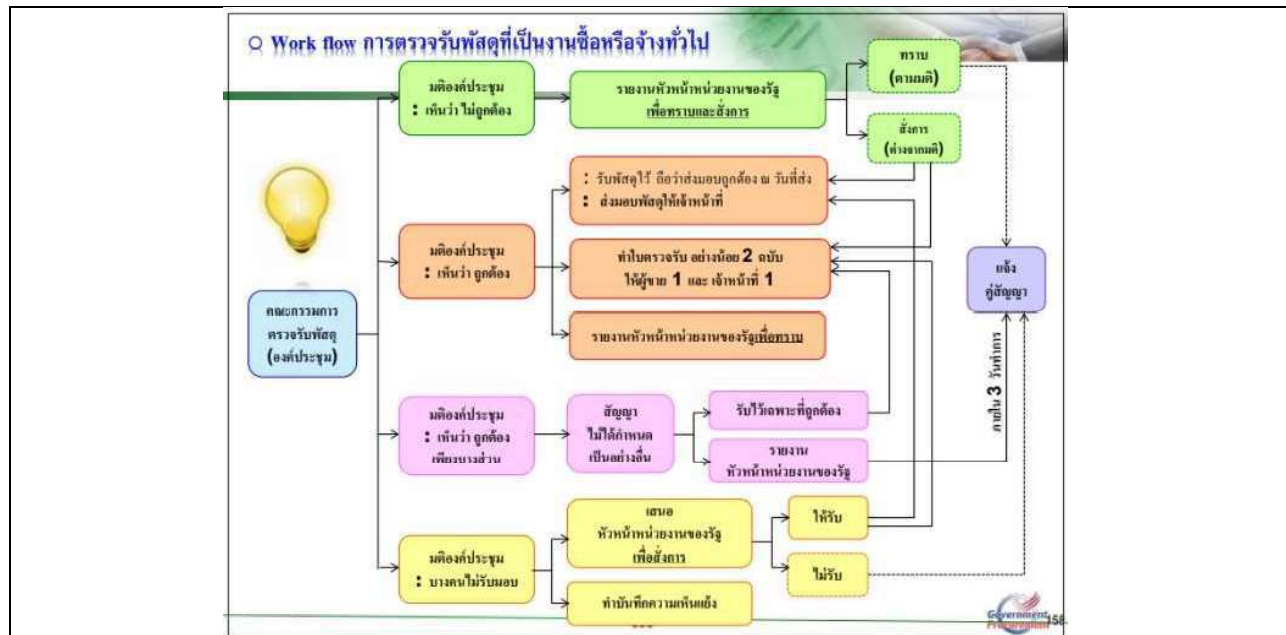 ○ Work flow การตรวจรับพัสดุที่เป็นงานซื้อหรือจ้างทั่วไป
มติองค์ประชุม
: เห็นว่า ไม่ถูกต้อง
รายงานหัวหน้าหน่วยงานของรัฐ
เพื่อทราบและสั่งการ
ทราบ
(ตามมติ)
สั่งการ
(ต่างจากมติ)
คณะกรรมการ
ตรวจรับพัสดุ
(องค์ประชุม)
มติองค์ประชุม
: เห็นว่า ถูกต้อง
: รับพัสดุไว้ ถือว่าส่งมอบถูกต้อง ณ วันที่ส่ง
: ส่งมอบพัสดุให้เจ้าหน้าที่
ทำใบตรวจรับ อย่างน้อย 2 ฉบับ
ให้ผู้ขาย 1 และ เจ้าหน้าที่ 1
รายงานหัวหน้าหน่วยงานของรัฐเพื่อทราบ
แจ้ง
คู่สัญญา
ภายใน 3 วันทำการ
มติองค์ประชุม
: เห็นว่า ถูกต้อง
เพียงบางส่วน
สัญญา
ไม่ได้กำหนด
เป็นอย่างอื่น
รับไว้เฉพาะที่ถูกต้อง
รายงาน
หัวหน้าหน่วยงานของรัฐ
มติองค์ประชุม
: บางคนไม่รับมอบ
เสนอ
หัวหน้าหน่วยงานของรัฐ
เพื่อสั่งการ
ให้รับ
ไม่รับ
ทำบันทึกความเห็นแย้ง
Government
Procurement
158